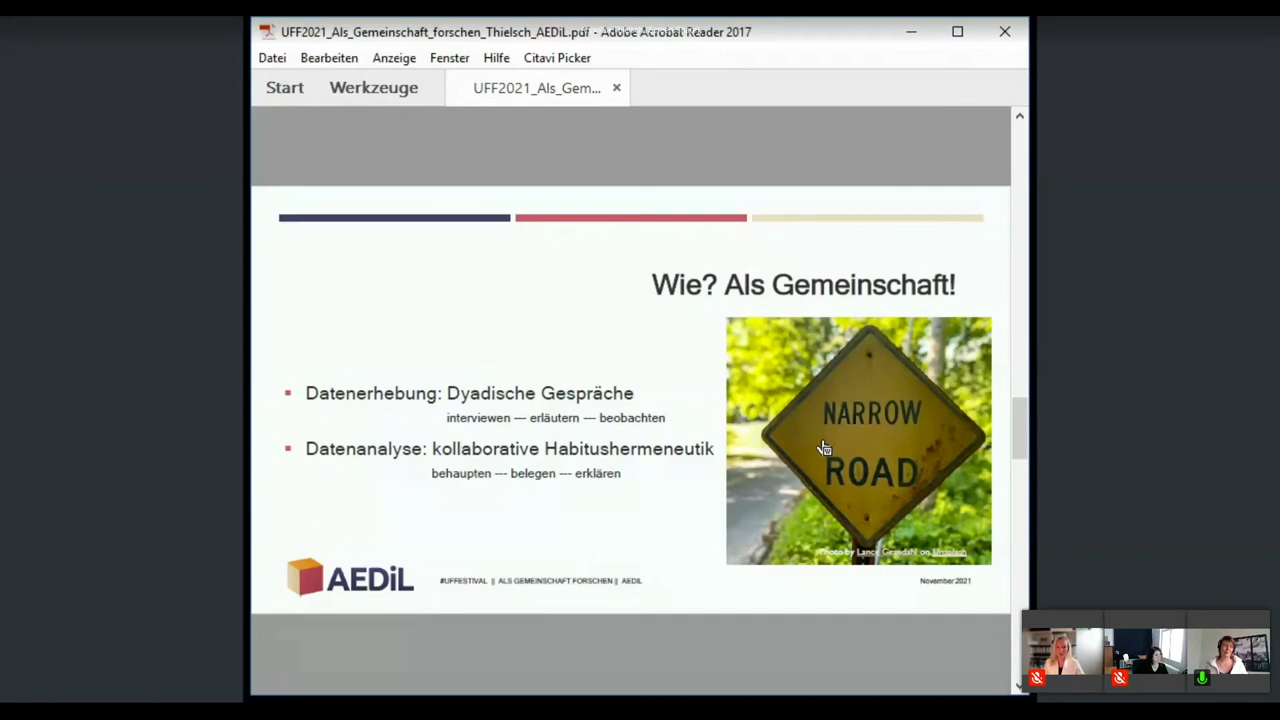 UFF2021_Als_Gemeinschaft_forschen_Thielsch_AEDiL.pdf - Adobe Acrobat Reader 2017
Datei Bearbeiten Anzeige Fenster Hilfe Citavi Picker
Start Werkzeuge UFF2021_Als_Gem... ×
Wie? Als Gemeinschaft!
NARROW
ROAD
Photo by Lance Grandahl on Unsplash
▪ Datenerhebung: Dyadische Gespräche
interviewen --- erläutern --- beobachten
▪ Datenanalyse: kollaborative Habitushermeneutik
behaupten --- belegen --- erklären
AEDiL
#UFFESTIVAL || ALS GEMEINSCHAFT FORSCHEN || AEDIL
November 2021